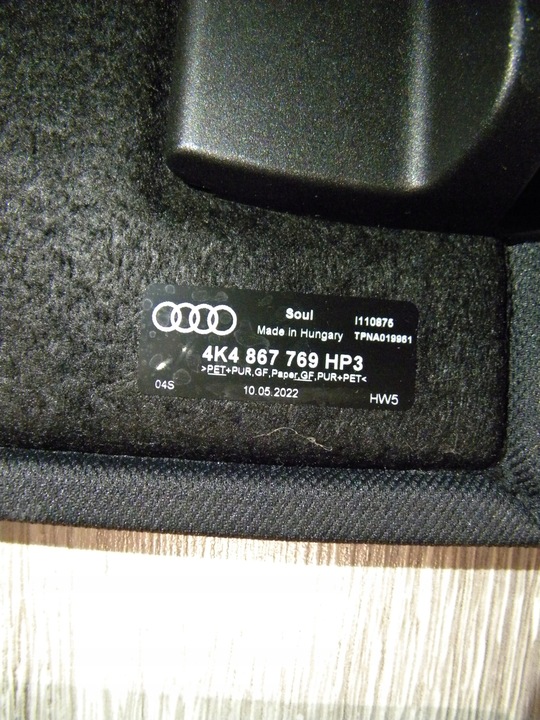 Soul I110875
Made in Hungary TPNA019961
4K4 867 769 HP3
>PET+PUR,GF,Paper,GF,PUR+PET<
04S 10.05.2022 HW5